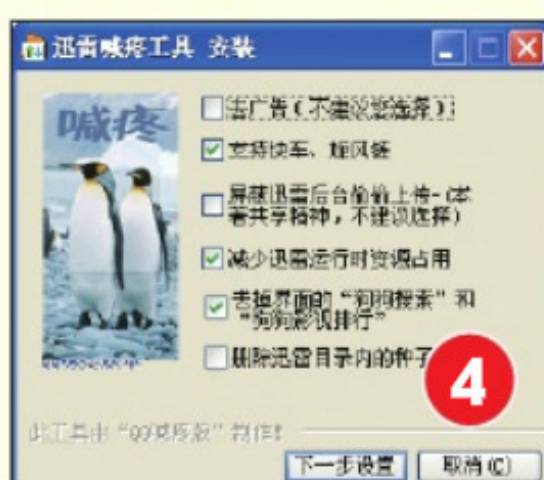 迅雷喊疼工具 安装
喊疼
去广告(不建议您选择)
支持快车、旋风链
屏蔽迅雷后台偷偷上传-(本
着共享精神,不建议选择)
减少迅雷运行时资源占用
去掉界面的“狗狗搜索”和
“狗狗影视排行”
删除迅雷目录内的种子
4
此工具由“QQ喊疼版”制作!
下一步设置
取消(C)